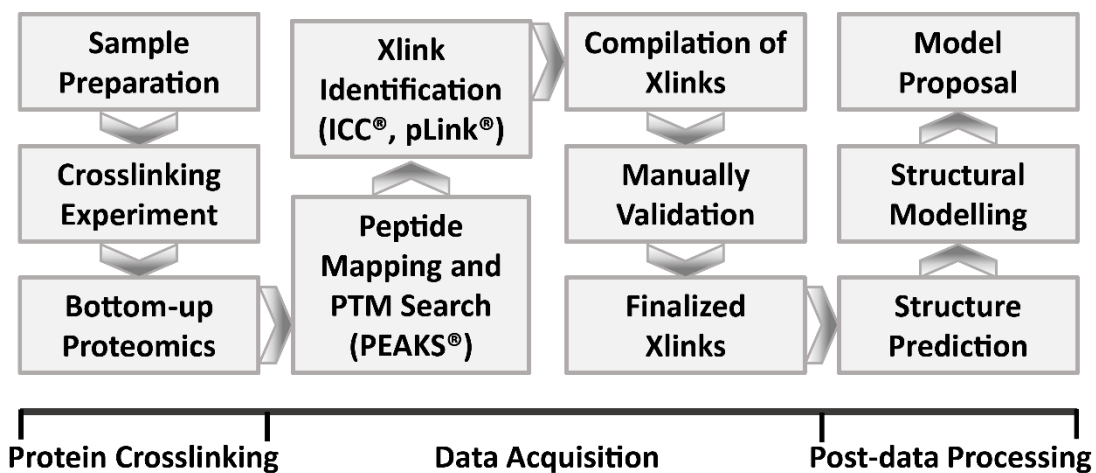 Sample
Preparation
Crosslinking
Experiment
Bottom-up
Proteomics
Peptide
Mapping and
PTM Search
(PEAKS®)
Xlink
Identification
(ICC®, pLink®)
Compilation of
Xlinks
Manually
Validation
Finalized
Xlinks
Structure
Prediction
Structural
Modelling
Model
Proposal
Protein Crosslinking
Data Acquisition
Post-data Processing